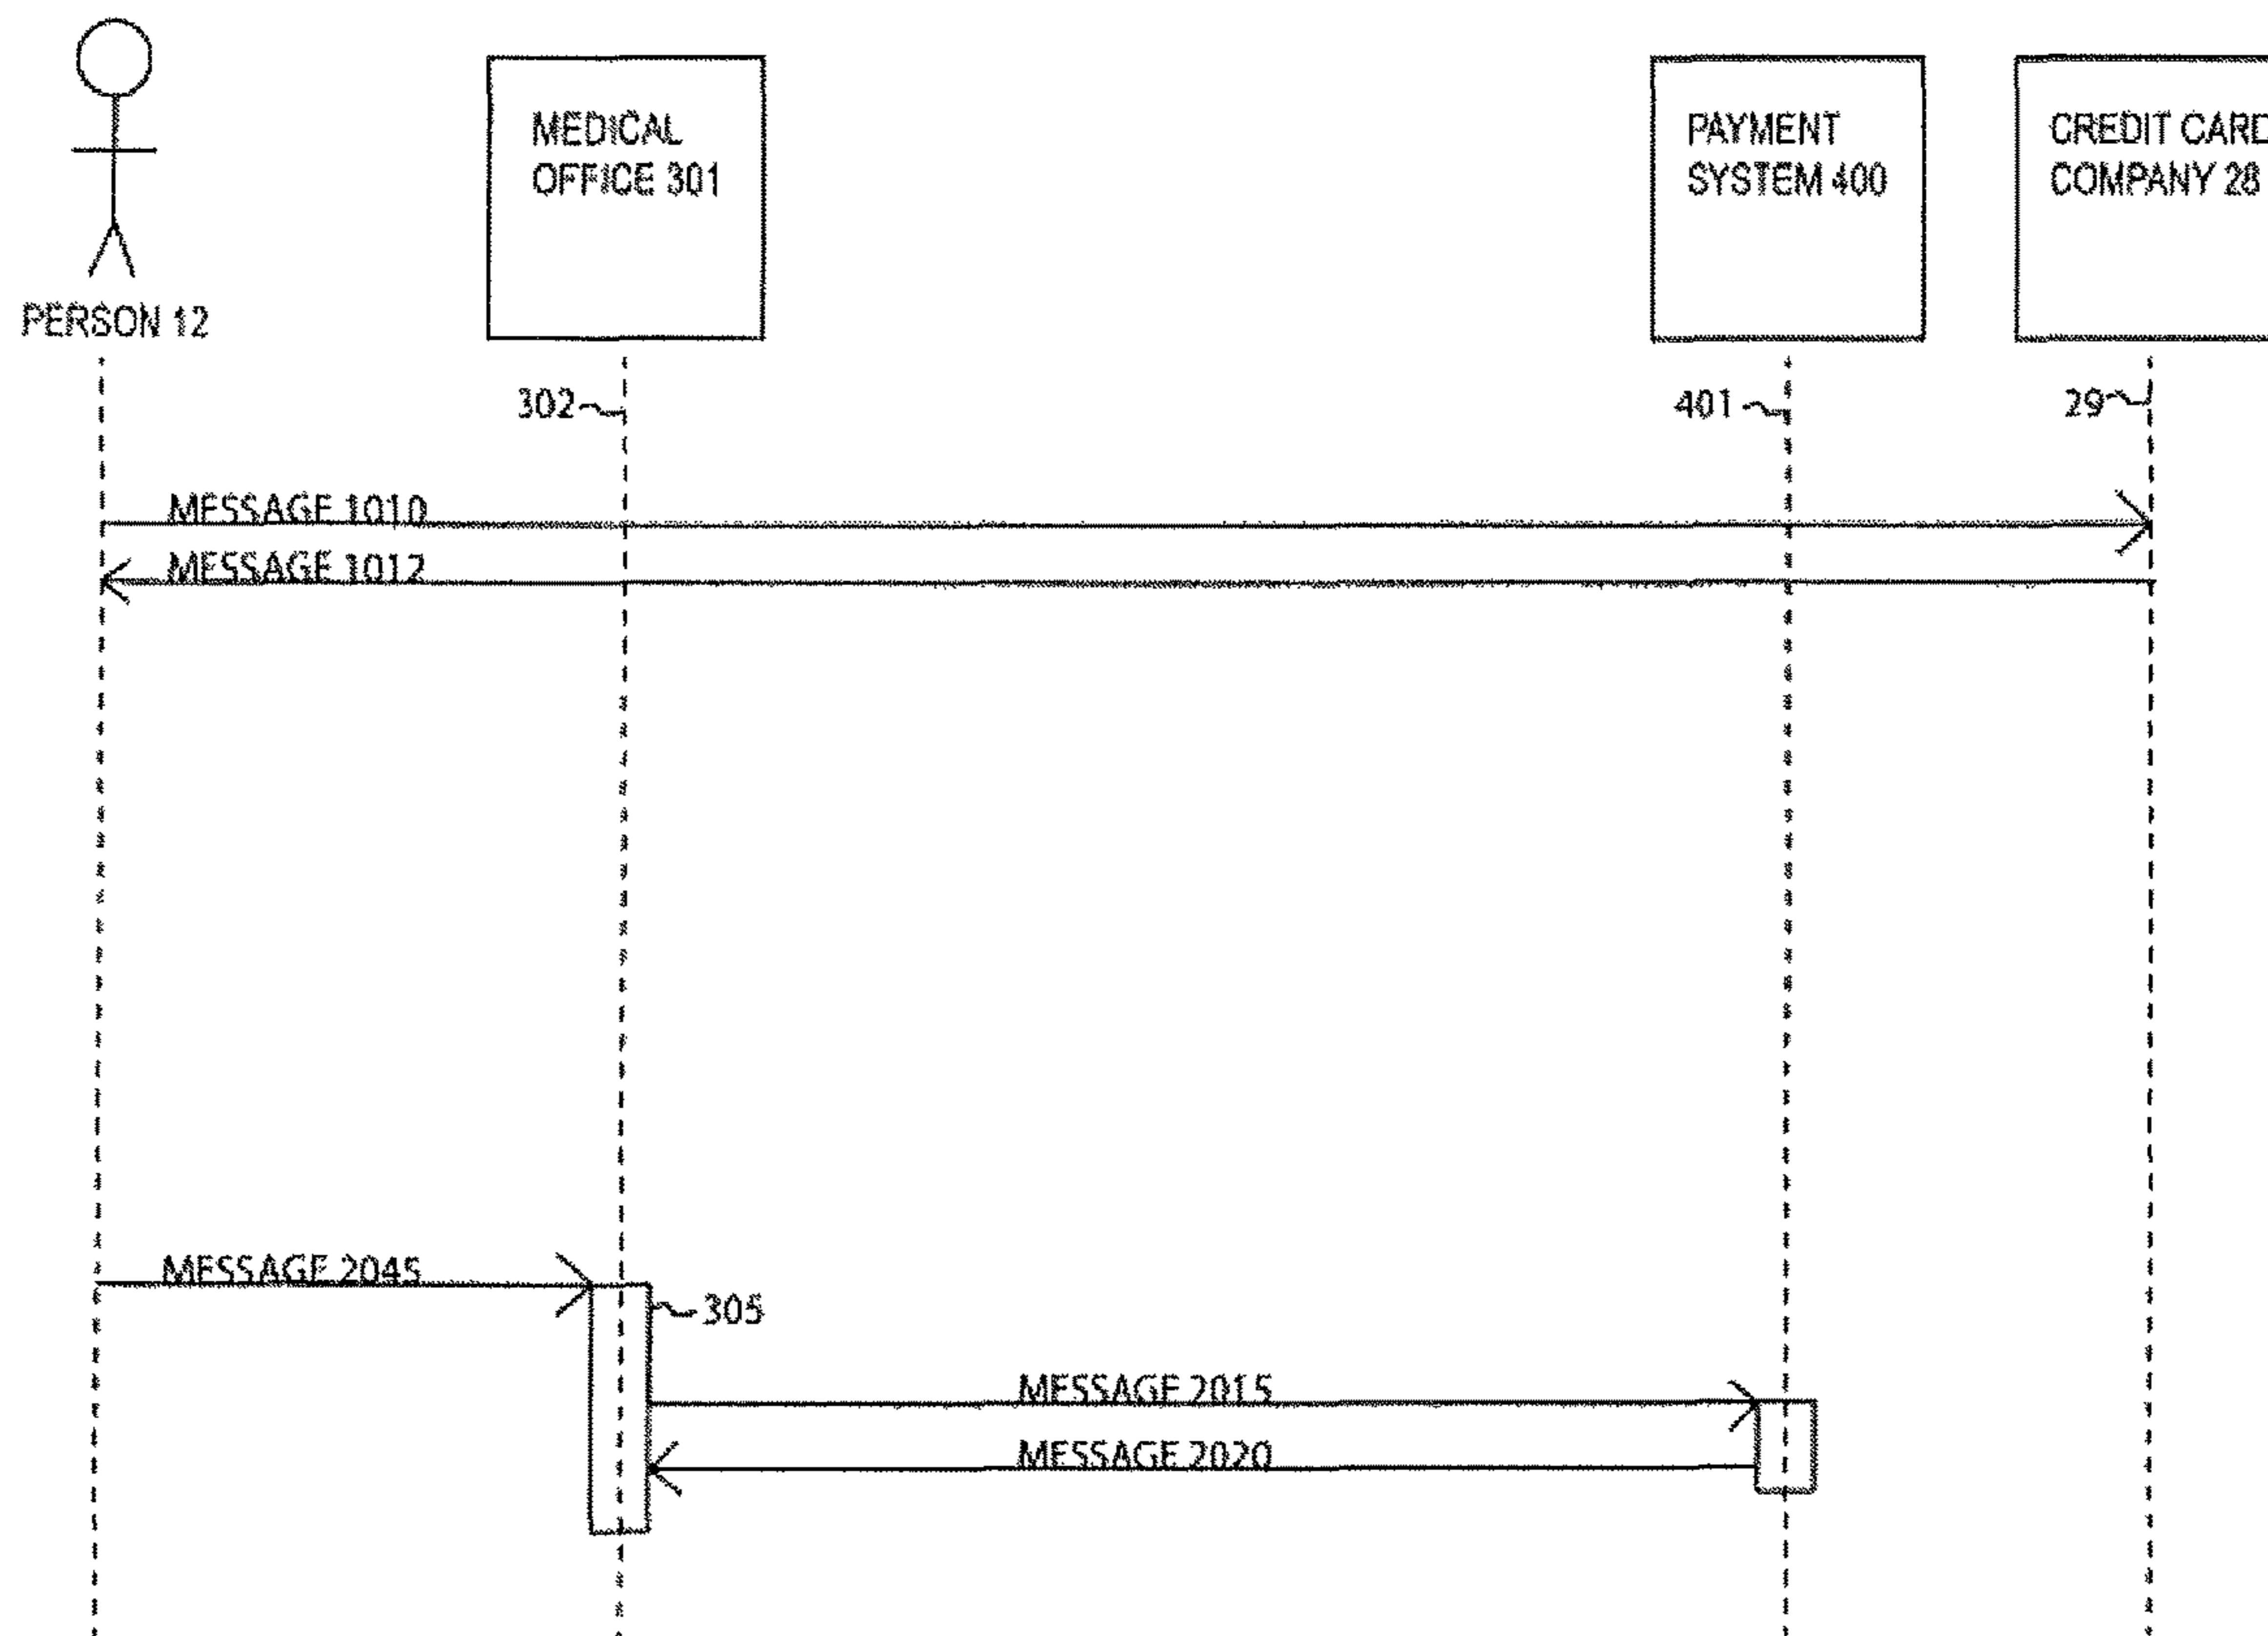 MEDICAL
OFFICE 301
PAYMENT
SYSTEM 400
CREDIT CARD
COMPANY 28
PERSON 12
302
401
29
MESSAGE 1010
MESSAGE 1012
MESSAGE 2045
305
MESSAGE 2015
MESSAGE 2020